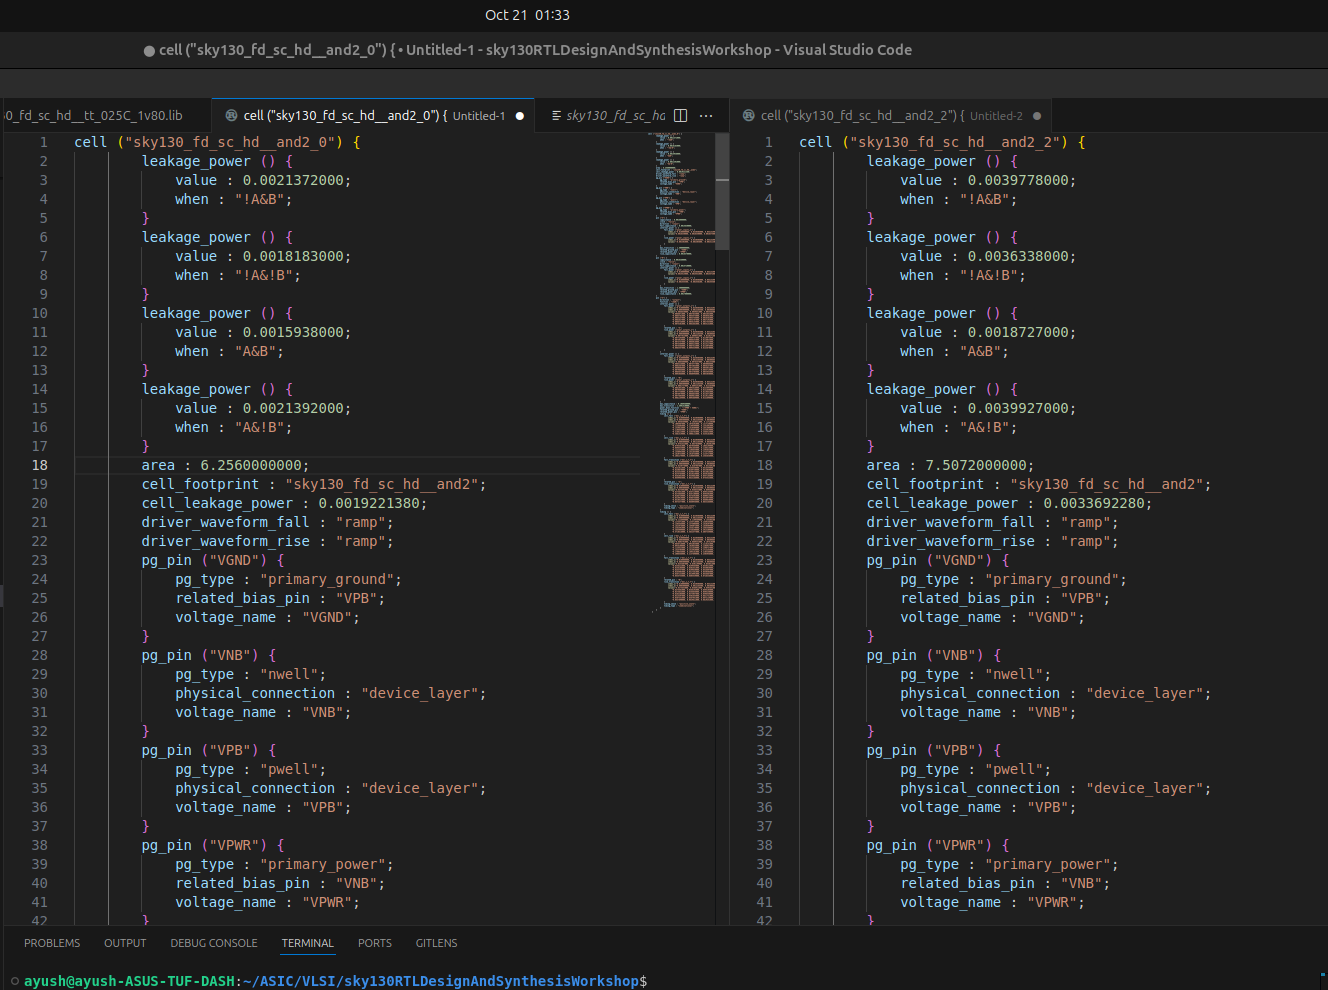 Oct 21 01:33
● cell ("sky130_fd_sc_hd__and2_0") { • Untitled-1 - sky130RTLDesignAndSynthesisWorkshop - Visual Studio Code
0_fd_sc_hd__tt_025C_1v80.lib
cell ("sky130_fd_sc_hd__and2_0") { Untitled-1 ●
sky130_fd_sc_hd
...
1 cell ("sky130_fd_sc_hd__and2_0") {
2 leakage_power () {
3 value : 0.0021372000;
4 when : "!A&B";
5 }
6 leakage_power () {
7 value : 0.0018183000;
8 when : "!A&!B";
9 }
10 leakage_power () {
11 value : 0.0015938000;
12 when : "A&B";
13 }
14 leakage_power () {
15 value : 0.0021392000;
16 when : "A&!B";
17 }
18 area : 6.2560000000;
19 cell_footprint : "sky130_fd_sc_hd__and2";
20 cell_leakage_power : 0.0019221380;
21 driver_waveform_fall : "ramp";
22 driver_waveform_rise : "ramp";
23 pg_pin ("VGND") {
24 pg_type : "primary_ground";
25 related_bias_pin : "VPB";
26 voltage_name : "VGND";
27 }
28 pg_pin ("VNB") {
29 pg_type : "nwell";
30 physical_connection : "device_layer";
31 voltage_name : "VNB";
32 }
33 pg_pin ("VPB") {
34 pg_type : "pwell";
35 physical_connection : "device_layer";
36 voltage_name : "VPB";
37 }
38 pg_pin ("VPWR") {
39 pg_type : "primary_power";
40 related_bias_pin : "VNB";
41 voltage_name : "VPWR";
42 }
cell ("sky130_fd_sc_hd__and2_2") { Untitled-2 ●
1 cell ("sky130_fd_sc_hd__and2_2") {
2 leakage_power () {
3 value : 0.0039778000;
4 when : "!A&B";
5 }
6 leakage_power () {
7 value : 0.0036338000;
8 when : "!A&!B";
9 }
10 leakage_power () {
11 value : 0.0018727000;
12 when : "A&B";
13 }
14 leakage_power () {
15 value : 0.0039927000;
16 when : "A&!B";
17 }
18 area : 7.5072000000;
19 cell_footprint : "sky130_fd_sc_hd__and2";
20 cell_leakage_power : 0.0033692280;
21 driver_waveform_fall : "ramp";
22 driver_waveform_rise : "ramp";
23 pg_pin ("VGND") {
24 pg_type : "primary_ground";
25 related_bias_pin : "VPB";
26 voltage_name : "VGND";
27 }
28 pg_pin ("VNB") {
29 pg_type : "nwell";
30 physical_connection : "device_layer";
31 voltage_name : "VNB";
32 }
33 pg_pin ("VPB") {
34 pg_type : "pwell";
35 physical_connection : "device_layer";
36 voltage_name : "VPB";
37 }
38 pg_pin ("VPWR") {
39 pg_type : "primary_power";
40 related_bias_pin : "VNB";
41 voltage_name : "VPWR";
42 }
PROBLEMS OUTPUT DEBUG CONSOLE TERMINAL PORTS GITLENS
ayush@ayush-ASUS-TUF-DASH:~/ASIC/VLSI/sky130RTLDesignAndSynthesisWorkshop$